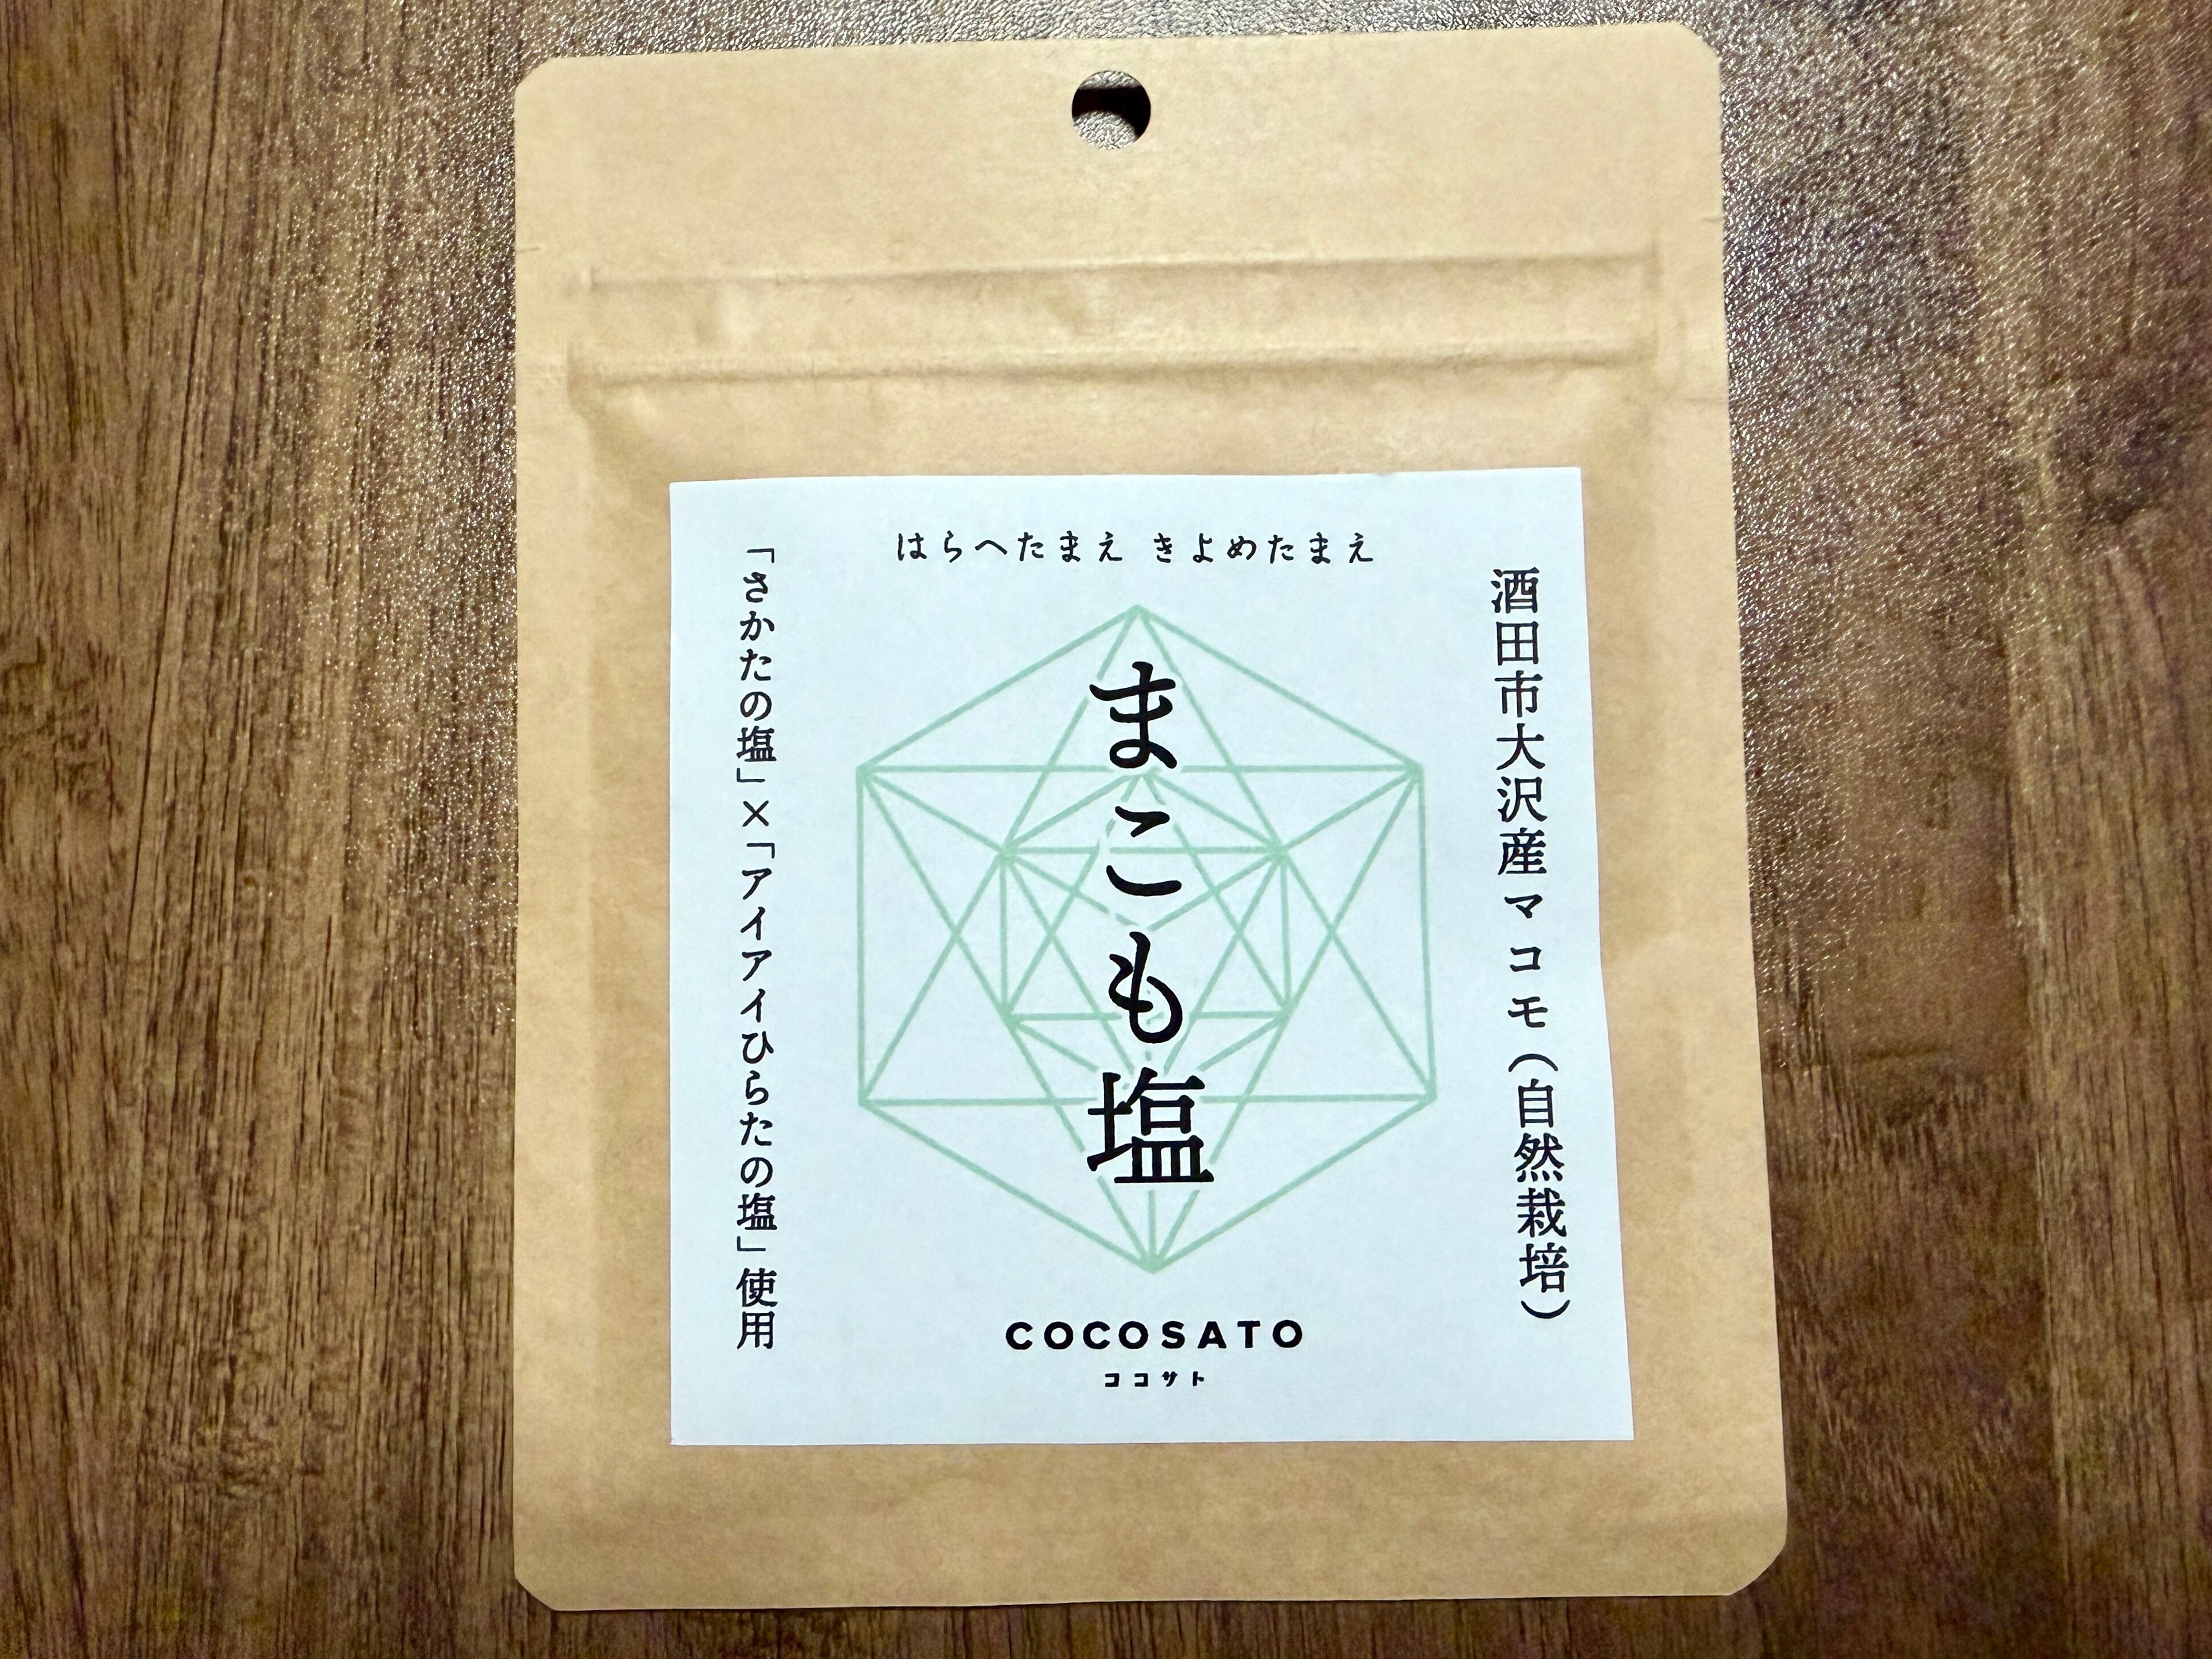 はらへたまえ きよめたまえ
酒田市大沢産マコモ（自然栽培）
まこも塩
「さかたの塩」×「アイアイひらたの塩」使用
COCOSATO
ココサト